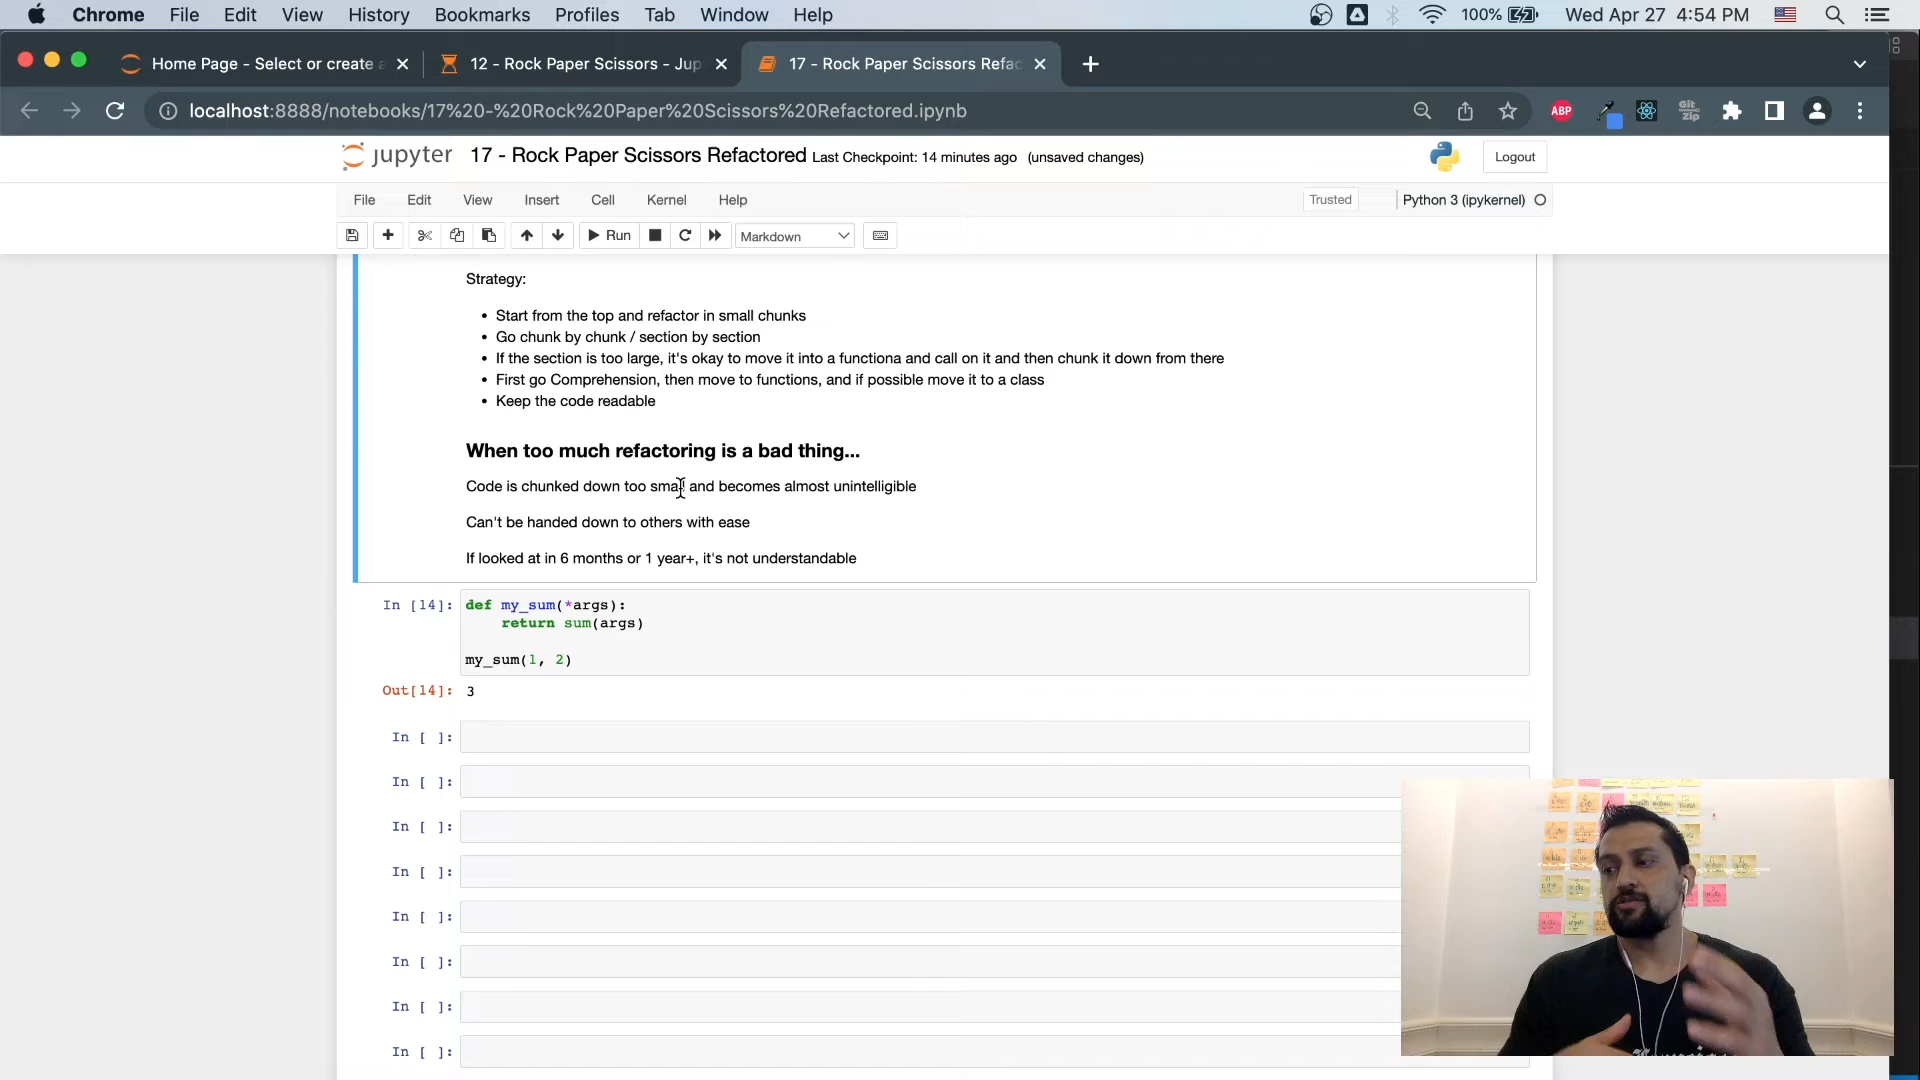 Chrome File Edit View History Bookmarks Profiles Tab Window Help 100% Wed Apr 27 4:54 PM
Home Page - Select or create a 12 - Rock Paper Scissors - Jup 17 - Rock Paper Scissors Refac
localhost:8888/notebooks/17%20-%20Rock%20Paper%20Scissors%20Refactored.ipynb ABP Git Zip
jupyter 17 - Rock Paper Scissors Refactored Last Checkpoint: 14 minutes ago (unsaved changes) Logout
File Edit View Insert Cell Kernel Help Trusted Python 3 (ipykernel)
Run Markdown
Strategy:
• Start from the top and refactor in small chunks
• Go chunk by chunk / section by section
• If the section is too large, it's okay to move it into a functiona and call on it and then chunk it down from there
• First go Comprehension, then move to functions, and if possible move it to a class
• Keep the code readable
When too much refactoring is a bad thing...
Code is chunked down too small and becomes almost unintelligible
Can't be handed down to others with ease
If looked at in 6 months or 1 year+, it's not understandable
In [14]: def my_sum(*args):
return sum(args)
my_sum(1, 2)
Out[14]: 3
In [ ]:
In [ ]:
In [ ]:
In [ ]:
In [ ]:
In [ ]:
In [ ]:
In [ ]: